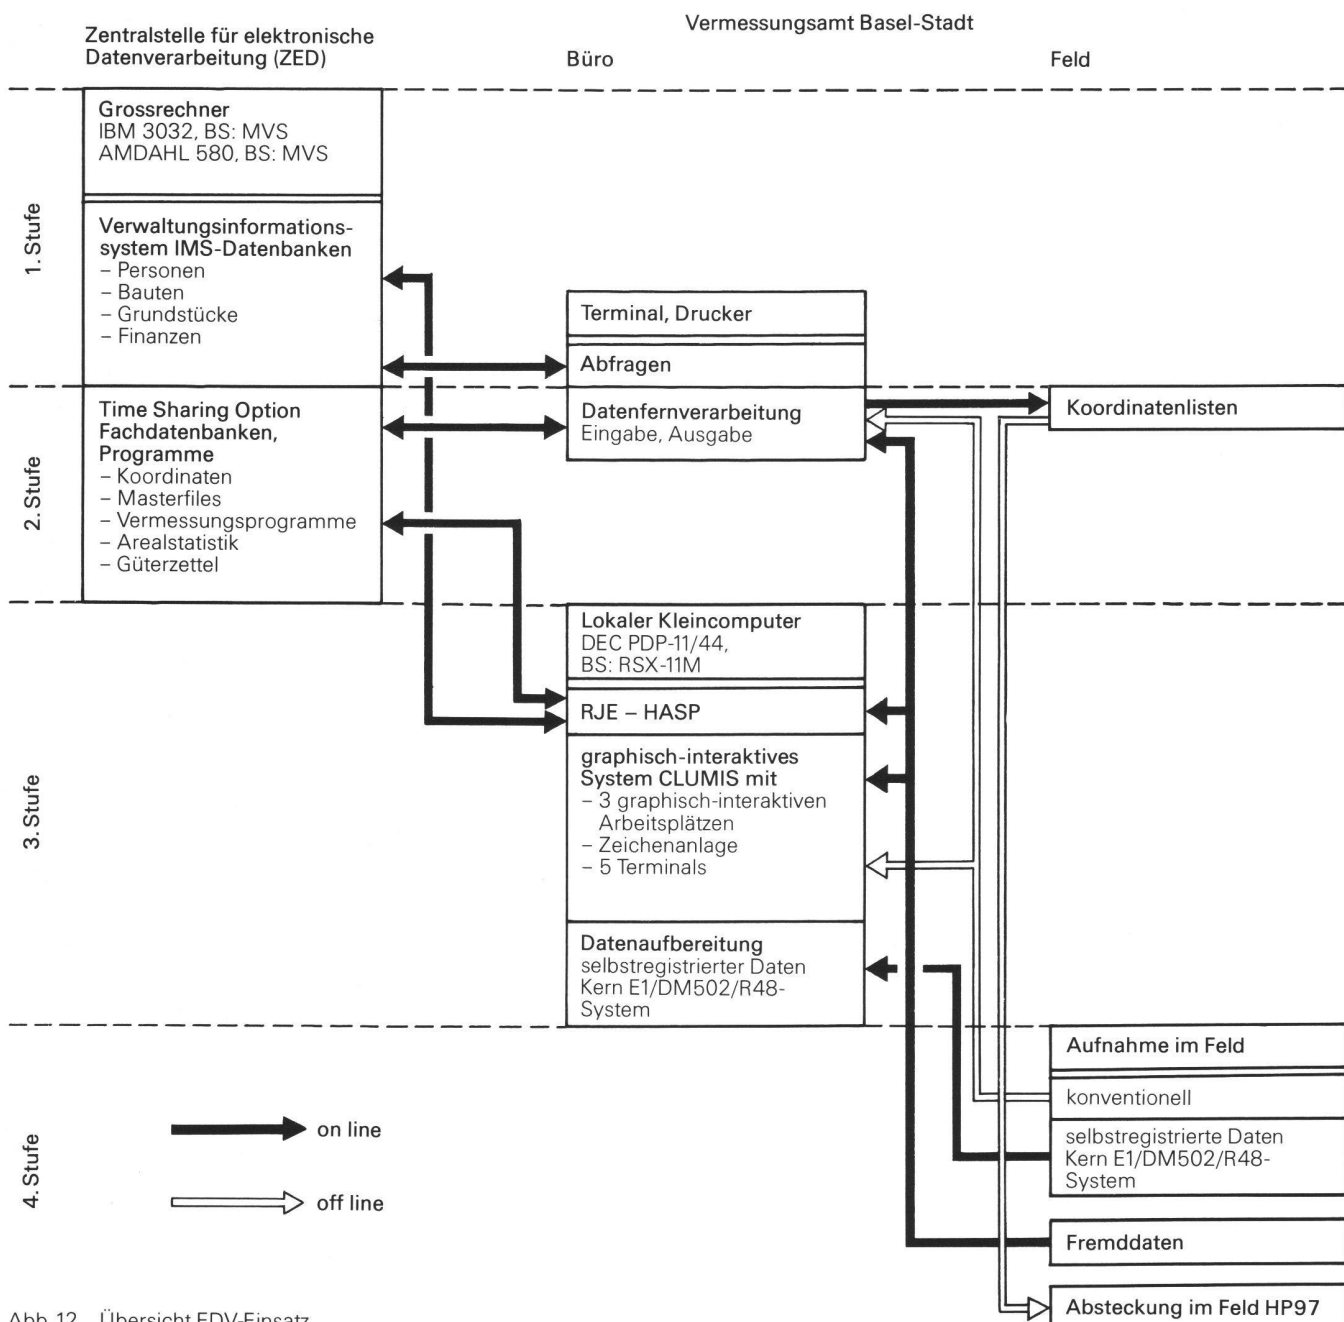 Vermessungsamt Basel-Stadt
Zentralstelle für elektronische
Datenverarbeitung (ZED)
Büro
Feld
1. Stufe
Grossrechner
IBM 3032, BS: MVS
AMDAHL 580, BS: MVS
Verwaltungsinformations-
system IMS-Datenbanken
– Personen
– Bauten
– Grundstücke
– Finanzen
Terminal, Drucker
Abfragen
2. Stufe
Time Sharing Option
Fachdatenbanken,
Programme
– Koordinaten
– Masterfiles
– Vermessungsprogramme
– Arealstatistik
– Güterzettel
Datenfernverarbeitung
Eingabe, Ausgabe
Koordinatenlisten
3. Stufe
Lokaler Kleincomputer
DEC PDP-11/44,
BS: RSX-11M
RJE – HASP
graphisch-interaktives
System CLUMIS mit
– 3 graphisch-interaktiven
Arbeitsplätzen
– Zeichenanlage
– 5 Terminals
Datenaufbereitung
selbstregistrierter Daten
Kern E1/DM502/R48-
System
4. Stufe
on line
off line
Aufnahme im Feld
konventionell
selbstregistrierte Daten
Kern E1/DM502/R48-
System
Fremddaten
Absteckung im Feld HP97
Abb. 12 Übersicht EDV-Einsatz